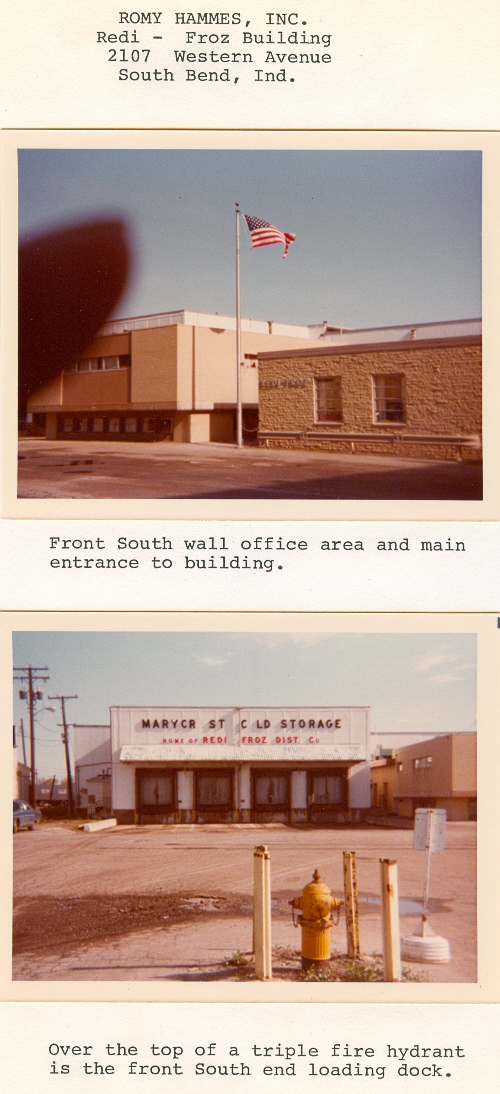 ROMY HAMMES, INC.
Redi - Froz Building
2107 Western Avenue
South Bend, Ind.
Front South wall office area and main
entrance to building.
MARYCR ST C LD STORAGE
HOME OF REDI FROZ DIST. Co
Over the top of a triple fire hydrant
is the front South end loading dock.